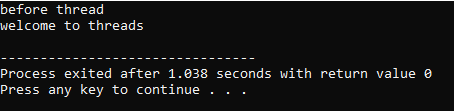 before thread
welcome to threads
--------------------------------
Process exited after 1.038 seconds with return value 0
Press any key to continue . . .